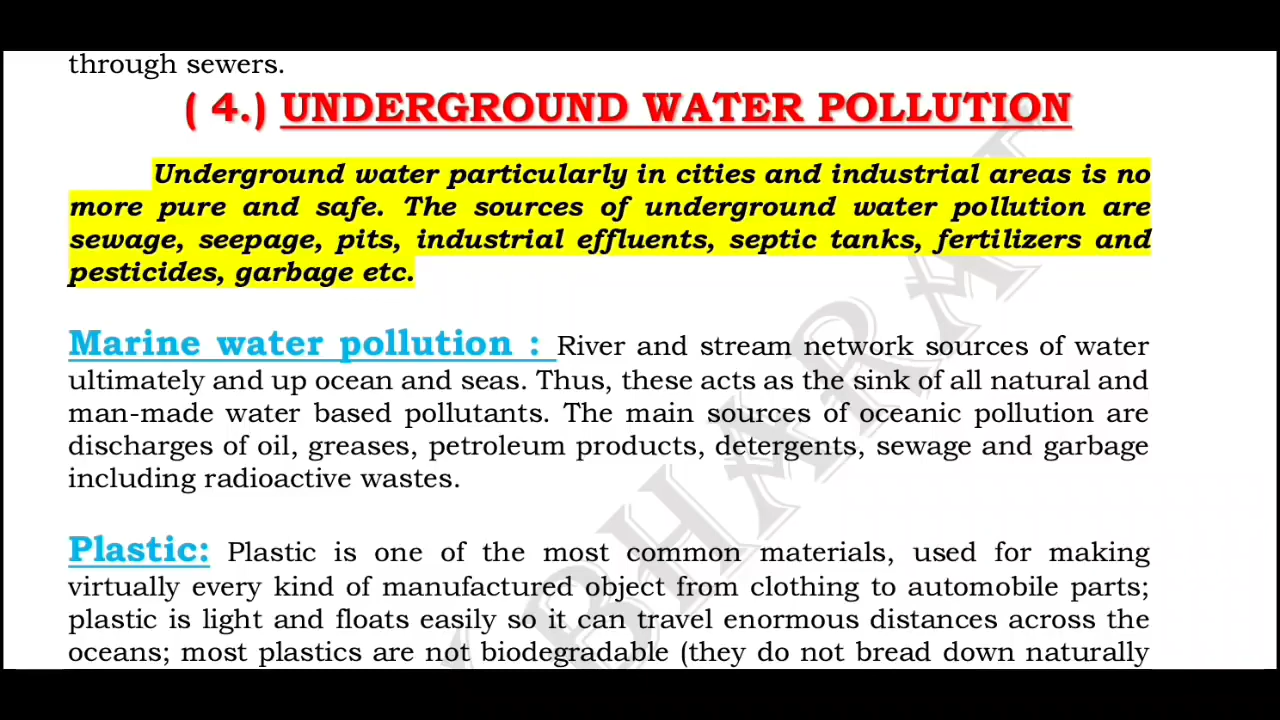 through sewers.
( 4.) UNDERGROUND WATER POLLUTION
Underground water particularly in cities and industrial areas is no
more pure and safe. The sources of underground water pollution are
sewage, seepage, pits, industrial effluents, septic tanks, fertilizers and
pesticides, garbage etc.
Marine water pollution : River and stream network sources of water
ultimately and up ocean and seas. Thus, these acts as the sink of all natural and
man-made water based pollutants. The main sources of oceanic pollution are
discharges of oil, greases, petroleum products, detergents, sewage and garbage
including radioactive wastes.
Plastic: Plastic is one of the most common materials, used for making
virtually every kind of manufactured object from clothing to automobile parts;
plastic is light and floats easily so it can travel enormous distances across the
oceans; most plastics are not biodegradable (they do not bread down naturally